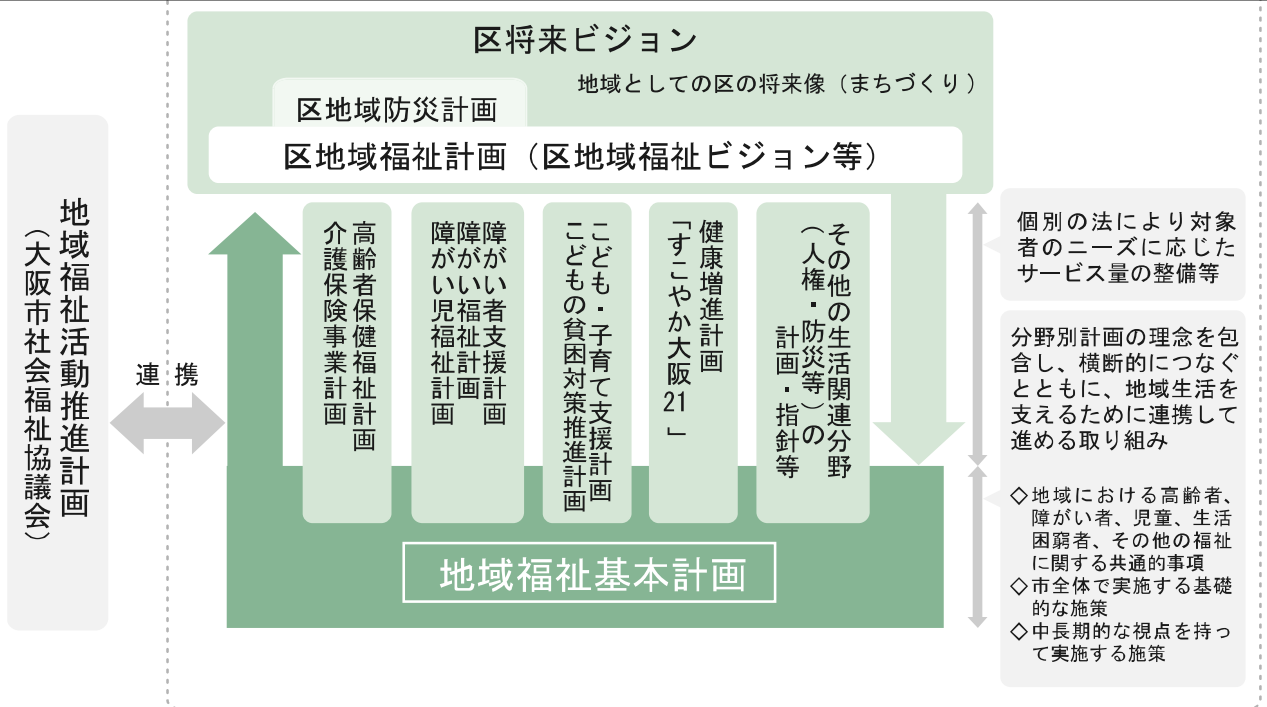 区将来ビジョン
地域としての区の将来像（まちづくり）
区地域防災計画
区地域福祉計画（区地域福祉ビジョン等）
地域福祉活動推進計画
（大阪市社会福祉協議会）
連携
高齢者保健福祉計画
介護保険事業計画
障がい者支援計画
障がい福祉計画
障がい児福祉計画
こども・子育て支援計画
こどもの貧困対策推進計画
健康増進計画
「すこやか大阪21」
その他の生活関連分野
（人権・防災等）の
計画・指針等
地域福祉基本計画
個別の法により対象
者のニーズに応じた
サービス量の整備等
分野別計画の理念を包
含し、横断的につなぐ
とともに、地域生活を
支えるために連携して
進める取り組み
◇地域における高齢者、
障がい者、児童、生活
困窮者、その他の福祉
に関する共通的事項
◇市全体で実施する基礎
的な施策
◇中長期的な視点を持っ
て実施する施策